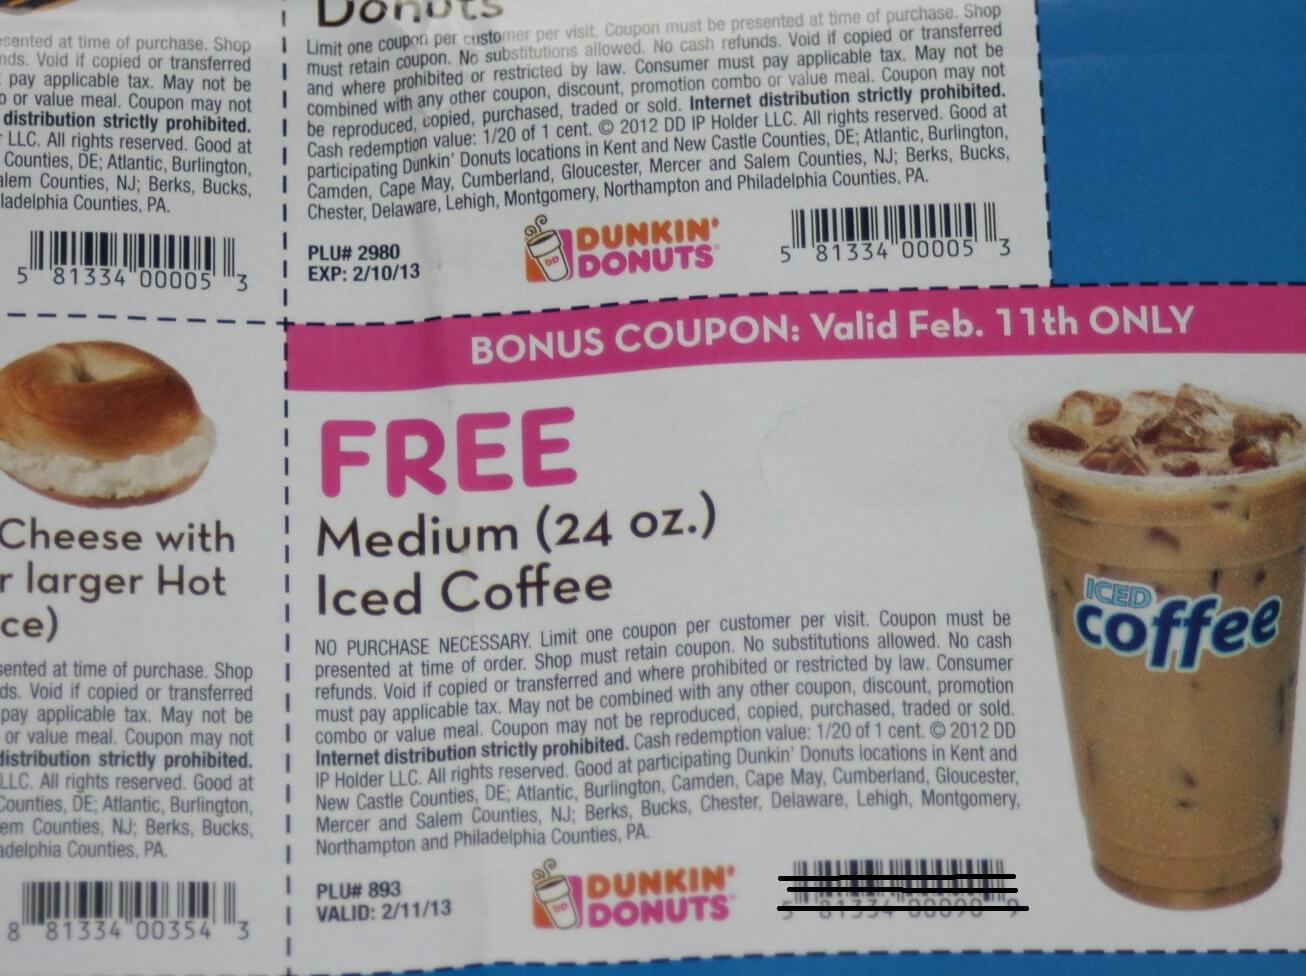 Donuts
Limit one coupon per customer per visit. Coupon must be presented at time of purchase. Shop
must retain coupon. No substitutions allowed. No cash refunds. Void if copied or transferred
and where prohibited or restricted by law. Consumer must pay applicable tax. May not be
combined with any other coupon, discount, promotion combo or value meal. Coupon may not
be reproduced, copied, purchased, traded or sold. Internet distribution strictly prohibited.
Cash redemption value: 1/20 of 1 cent. © 2012 DD IP Holder LLC. All rights reserved. Good at
participating Dunkin' Donuts locations in Kent and New Castle Counties, DE; Atlantic, Burlington,
Camden, Cape May, Cumberland, Gloucester, Mercer and Salem Counties, NJ; Berks, Bucks,
Chester, Delaware, Lehigh, Montgomery, Northampton and Philadelphia Counties, PA.
PLU# 2980
EXP: 2/10/13
DUNKIN'
DONUTS
5 81334 00005 3
sented at time of purchase. Shop
nds. Void if copied or transferred
pay applicable tax. May not be
o or value meal. Coupon may not
distribution strictly prohibited.
LLC. All rights reserved. Good at
Counties, DE; Atlantic, Burlington,
alem Counties, NJ; Berks, Bucks,
ladelphia Counties, PA.
5 81334 00005 3
BONUS COUPON: Valid Feb. 11th ONLY
FREE
Medium (24 oz.)
Iced Coffee
NO PURCHASE NECESSARY. Limit one coupon per customer per visit. Coupon must be
presented at time of order. Shop must retain coupon. No substitutions allowed. No cash
refunds. Void if copied or transferred and where prohibited or restricted by law. Consumer
must pay applicable tax. May not be combined with any other coupon, discount, promotion
combo or value meal. Coupon may not be reproduced, copied, purchased, traded or sold.
Internet distribution strictly prohibited. Cash redemption value: 1/20 of 1 cent. © 2012 DD
IP Holder LLC. All rights reserved. Good at participating Dunkin' Donuts locations in Kent and
New Castle Counties, DE; Atlantic, Burlington, Camden, Cape May, Cumberland, Gloucester,
Mercer and Salem Counties, NJ; Berks, Bucks, Chester, Delaware, Lehigh, Montgomery,
Northampton and Philadelphia Counties, PA.
PLU# 893
VALID: 2/11/13
DUNKIN'
DONUTS
ICED
coffee
Cheese with
r larger Hot
ce)
sented at time of purchase. Shop
ds. Void if copied or transferred
pay applicable tax. May not be
or value meal. Coupon may not
distribution strictly prohibited.
LLC. All rights reserved. Good at
Counties, DE; Atlantic, Burlington,
em Counties, NJ; Berks, Bucks,
adelphia Counties, PA.
8 81334 00354 3